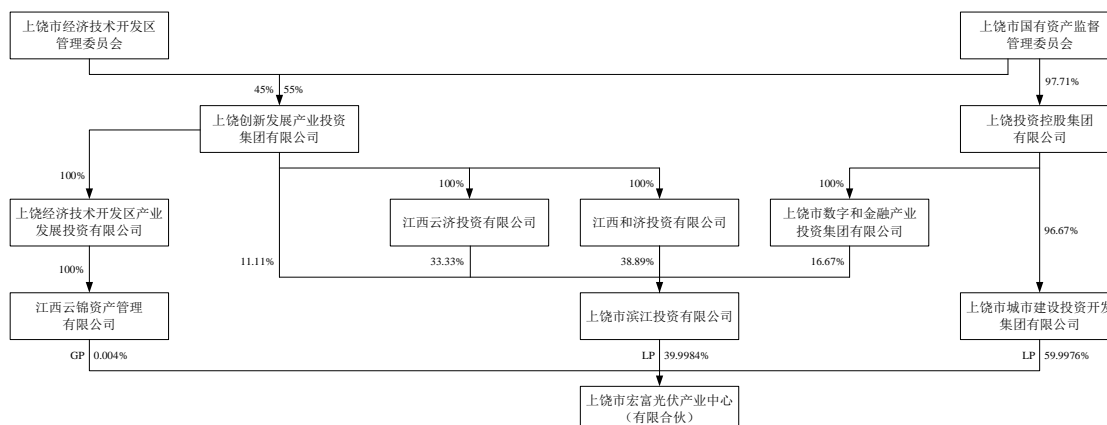 上饶市经济技术开发区
管理委员会
上饶市国有资产监督
管理委员会
45%
55%
97.71%
上饶创新发展产业投资
集团有限公司
上饶投资控股集团
有限公司
100%
100%
100%
100%
上饶经济技术开发区产业
发展投资有限公司
江西云济投资有限公司
江西和济投资有限公司
上饶市数字和金融产业
投资集团有限公司
96.67%
100%
11.11%
33.33%
38.89%
16.67%
江西云锦资产管理
有限公司
上饶市滨江投资有限公司
上饶市城市建设投资开发
集团有限公司
GP
0.004%
LP
39.9984%
LP
59.9976%
上饶市宏富光伏产业中心
（有限合伙）